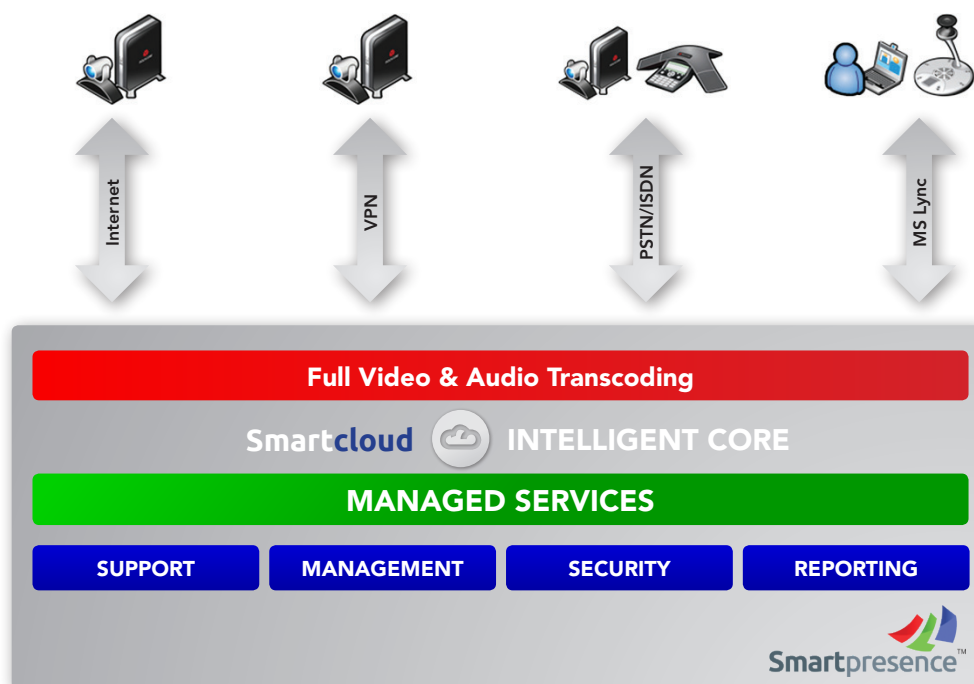 Internet
VPN
PSTN/ISDN
MS Lync
Full Video & Audio Transcoding
Smartcloud INTELLIGENT CORE
MANAGED SERVICES
SUPPORT MANAGEMENT SECURITY REPORTING
Smartpresence™